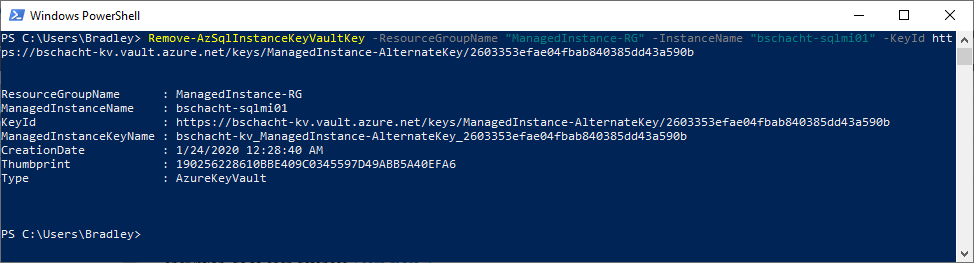 Windows PowerShell
PS C:\Users\Bradley> Remove-AzSqlInstanceKeyVaultKey -ResourceGroupName "ManagedInstance-RG" -InstanceName "bschacht-sqlmi01" -KeyId htt
ps://bschacht-kv.vault.azure.net/keys/ManagedInstance-AlternateKey/2603353efae04fbab840385dd43a590b
ResourceGroupName      : ManagedInstance-RG
ManagedInstanceName    : bschacht-sqlmi01
KeyId                  : https://bschacht-kv.vault.azure.net/keys/ManagedInstance-AlternateKey/2603353efae04fbab840385dd43a590b
ManagedInstanceKeyName : bschacht-kv_ManagedInstance-AlternateKey_2603353efae04fbab840385dd43a590b
CreationDate           : 1/24/2020 12:28:40 AM
Thumbprint             : 190256228610BBE409C0345597D49ABB5A40EFA6
Type                   : AzureKeyVault
PS C:\Users\Bradley>